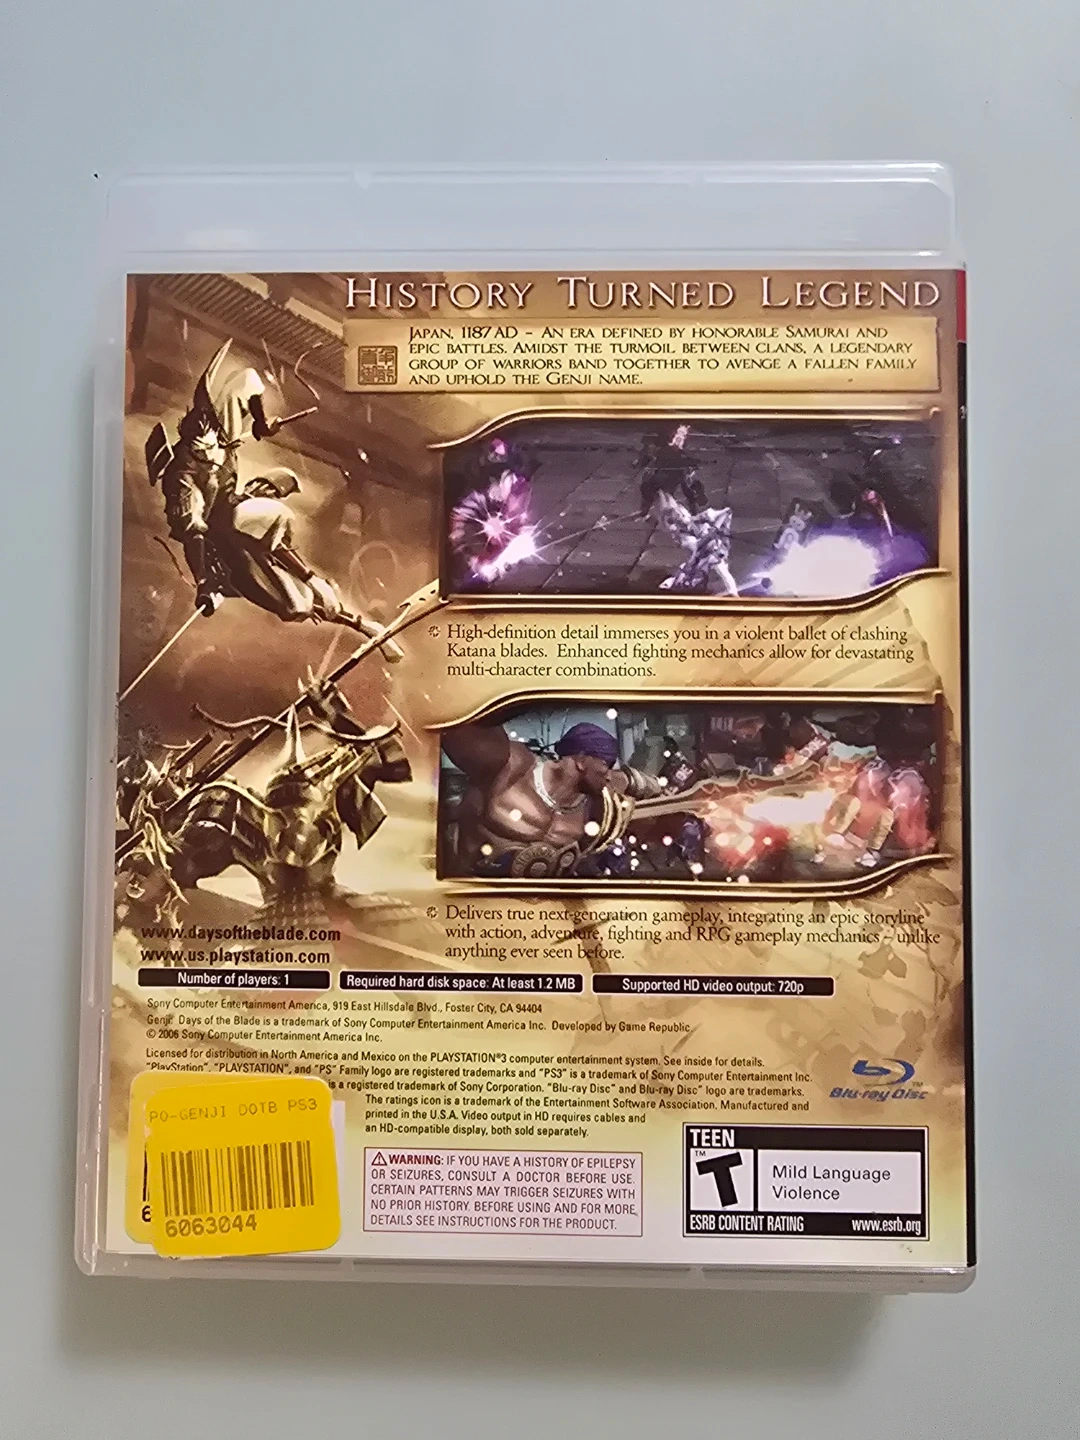 HISTORY TURNED LEGEND
JAPAN, 1187 AD - AN ERA DEFINED BY HONORABLE SAMURAI AND
EPIC BATTLES. AMIDST THE TURMOIL BETWEEN CLANS, A LEGENDARY
GROUP OF WARRIORS BAND TOGETHER TO AVENGE A FALLEN FAMILY
AND UPHOLD THE GENJI NAME.
High-definition detail immerses you in a violent ballet of clashing
Katana blades. Enhanced fighting mechanics allow for devastating
multi-character combinations.
Delivers true next-generation gameplay, integrating an epic storyline
with action, adventure, fighting and RPG gameplay mechanics – unlike
anything ever seen before.
www.daysoftheblade.com
www.us.playstation.com
Number of players: 1
Required hard disk space: At least 1.2 MB
Supported HD video output: 720p
Sony Computer Entertainment America, 919 East Hillsdale Blvd., Foster City, CA 94404
Genji: Days of the Blade is a trademark of Sony Computer Entertainment America Inc. Developed by Game Republic.
© 2006 Sony Computer Entertainment America Inc.
Licensed for distribution in North America and Mexico on the PLAYSTATION®3 computer entertainment system. See inside for details.
"PlayStation", "PLAYSTATION", and "PS" Family logo are registered trademarks and "PS3" is a trademark of Sony Computer Entertainment Inc.
is a registered trademark of Sony Corporation. "Blu-ray Disc" and Blu-ray Disc" logo are trademarks.
The ratings icon is a trademark of the Entertainment Software Association. Manufactured and
printed in the U.S.A. Video output in HD requires cables and
an HD-compatible display, both sold separately.
Blu-ray Disc™
PO-GENJI DOTB PS3
6063044
6
⚠WARNING: IF YOU HAVE A HISTORY OF EPILEPSY
OR SEIZURES, CONSULT A DOCTOR BEFORE USE.
CERTAIN PATTERNS MAY TRIGGER SEIZURES WITH
NO PRIOR HISTORY. BEFORE USING AND FOR MORE
DETAILS SEE INSTRUCTIONS FOR THE PRODUCT.
TEEN
T™
Mild Language
Violence
ESRB CONTENT RATING www.esrb.org